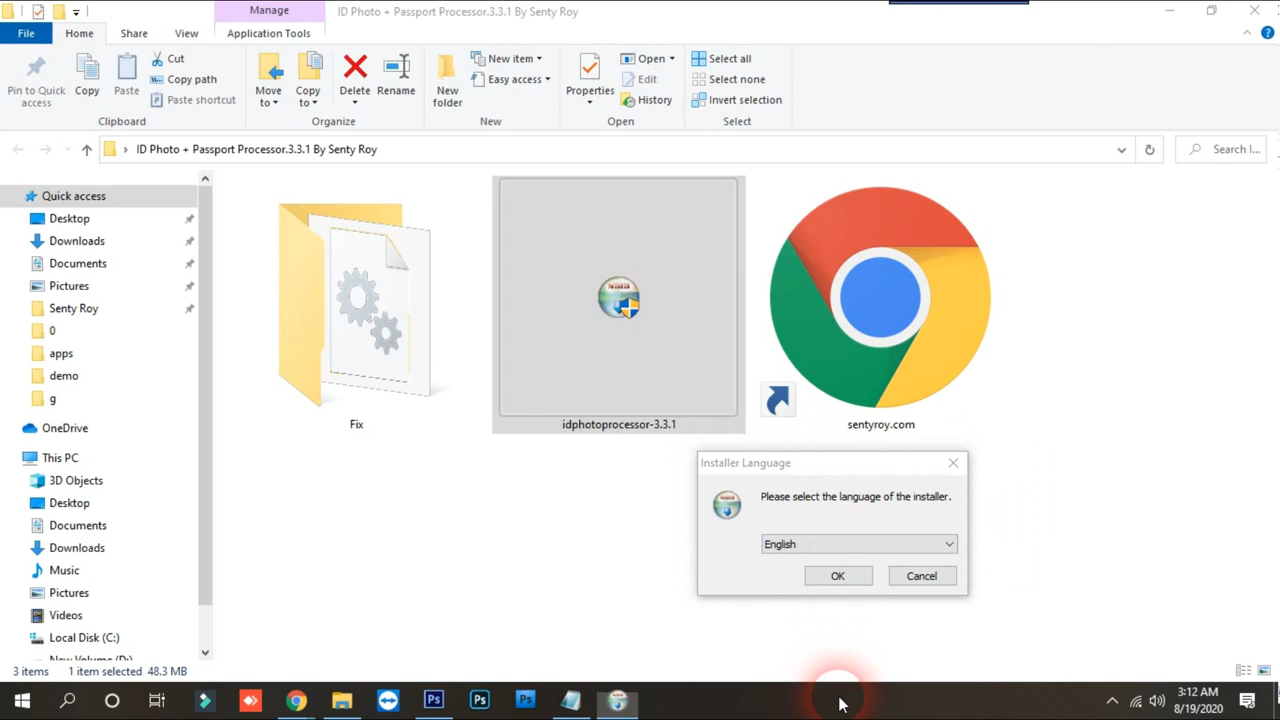 Manage
ID Photo + Passport Processor.3.3.1 By Senty Roy
File
Home
Share
View
Application Tools
Pin to Quick access
Copy
Paste
Cut
Copy path
Paste shortcut
Clipboard
Move to
Copy to
Delete
Rename
Organize
New folder
New item
Easy access
New
Properties
Open
Edit
History
Open
Select all
Select none
Invert selection
Select
ID Photo + Passport Processor.3.3.1 By Senty Roy
Search I...
Quick access
Desktop
Downloads
Documents
Pictures
Senty Roy
0
apps
demo
g
OneDrive
This PC
3D Objects
Desktop
Documents
Downloads
Music
Pictures
Videos
Local Disk (C:)
New Volume (D:)
Fix
idphotoprocessor-3.3.1
sentyroy.com
Installer Language
Please select the language of the installer.
English
OK
Cancel
3 items
1 item selected 48.3 MB
Ps
Ps
Ps
3:12 AM
8/19/2020